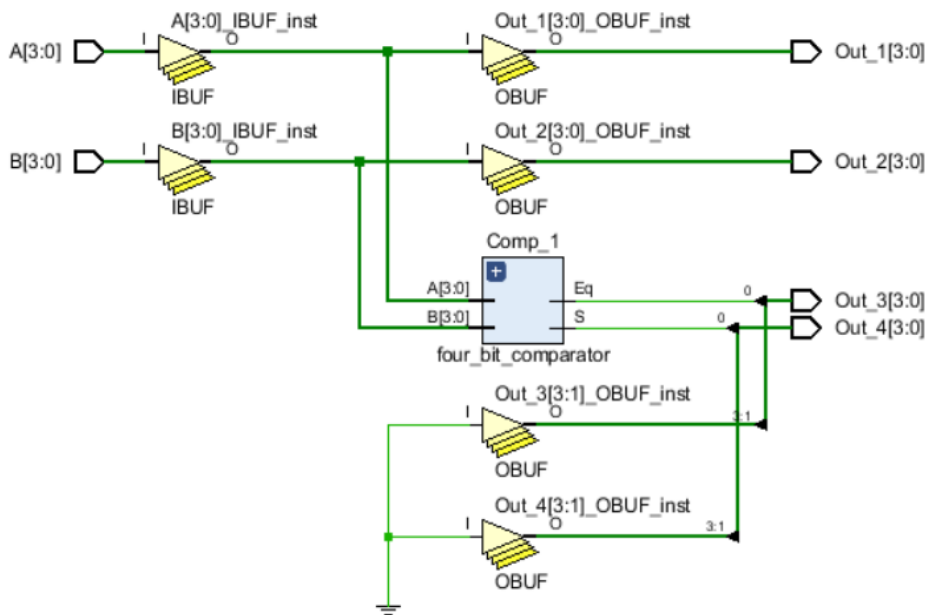 A[3:0]_IBUF_inst
Out_1[3:0]_OBUF_inst
A[3:0]
I
O
I
O
Out_1[3:0]
IBUF
OBUF
B[3:0]_IBUF_inst
Out_2[3:0]_OBUF_inst
B[3:0]
I
O
I
O
Out_2[3:0]
IBUF
OBUF
Comp_1
+
A[3:0]
Eq
0
Out_3[3:0]
B[3:0]
S
0
Out_4[3:0]
four_bit_comparator
Out_3[3:1]_OBUF_inst
I
O
3:1
OBUF
Out_4[3:1]_OBUF_inst
I
O
3:1
OBUF